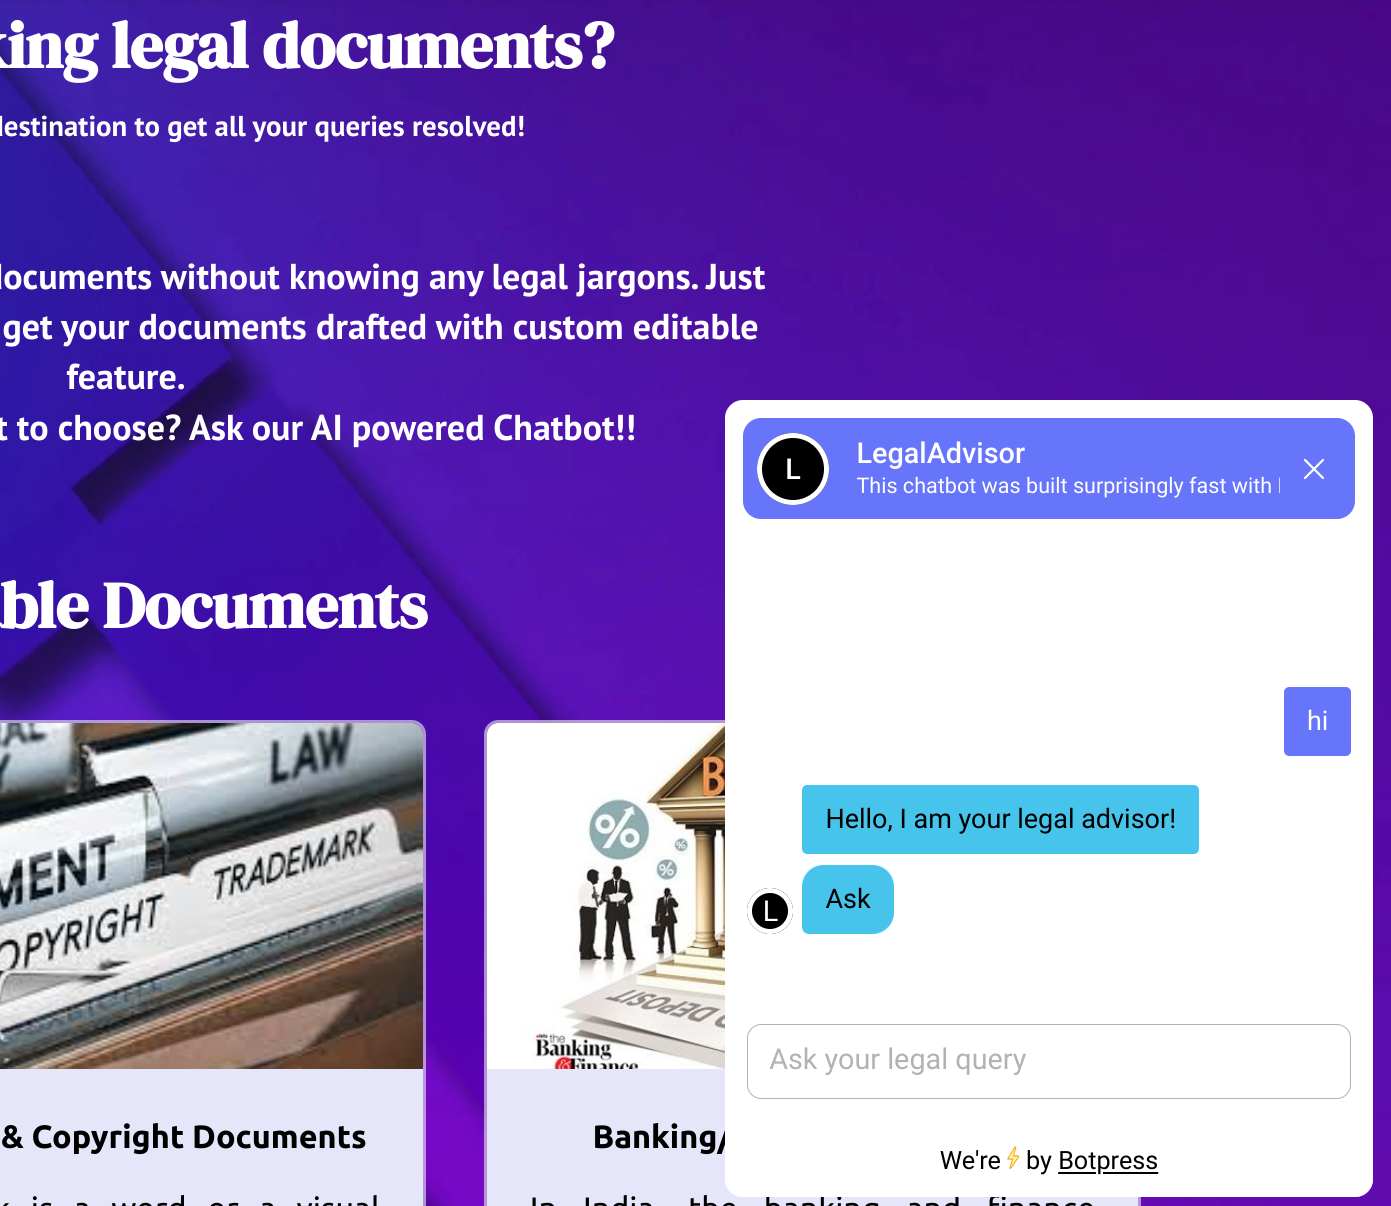 king legal documents?
destination to get all your queries resolved!
documents without knowing any legal jargons. Just
get your documents drafted with custom editable
feature.
t to choose? Ask our AI powered Chatbot!!
L
LegalAdvisor
This chatbot was built surprisingly fast with
hi
Hello, I am your legal advisor!
L
Ask
Ask your legal query
We're ⚡ by Botpress
ble Documents
LAW
MENT
TRADEMARK
OPYRIGHT
B
%
%
%
DEPOSIT
the
Banking
&Finance
& Copyright Documents
is a word or a visual
Banking/
In India, the banking and finance